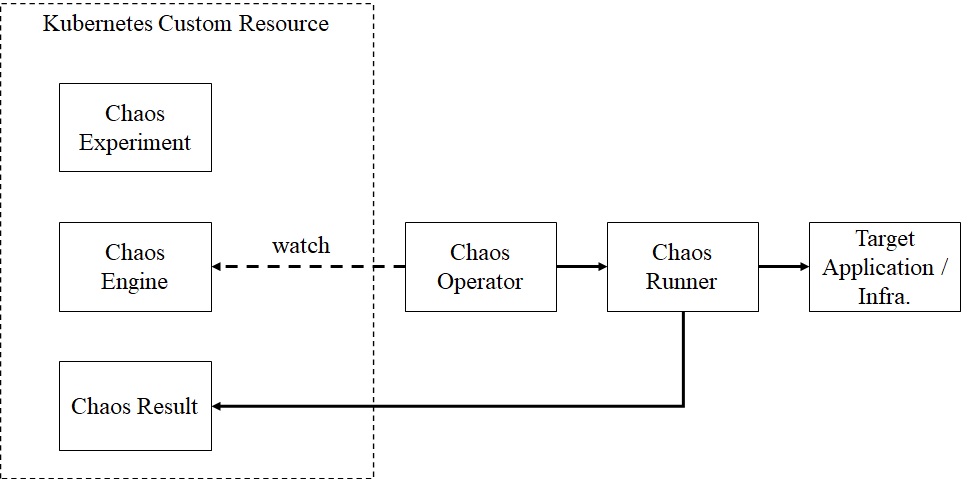 Kubernetes Custom Resource
Chaos
Experiment
Chaos
Engine
watch
Chaos
Operator
Chaos
Runner
Target
Application /
Infra.
Chaos Result